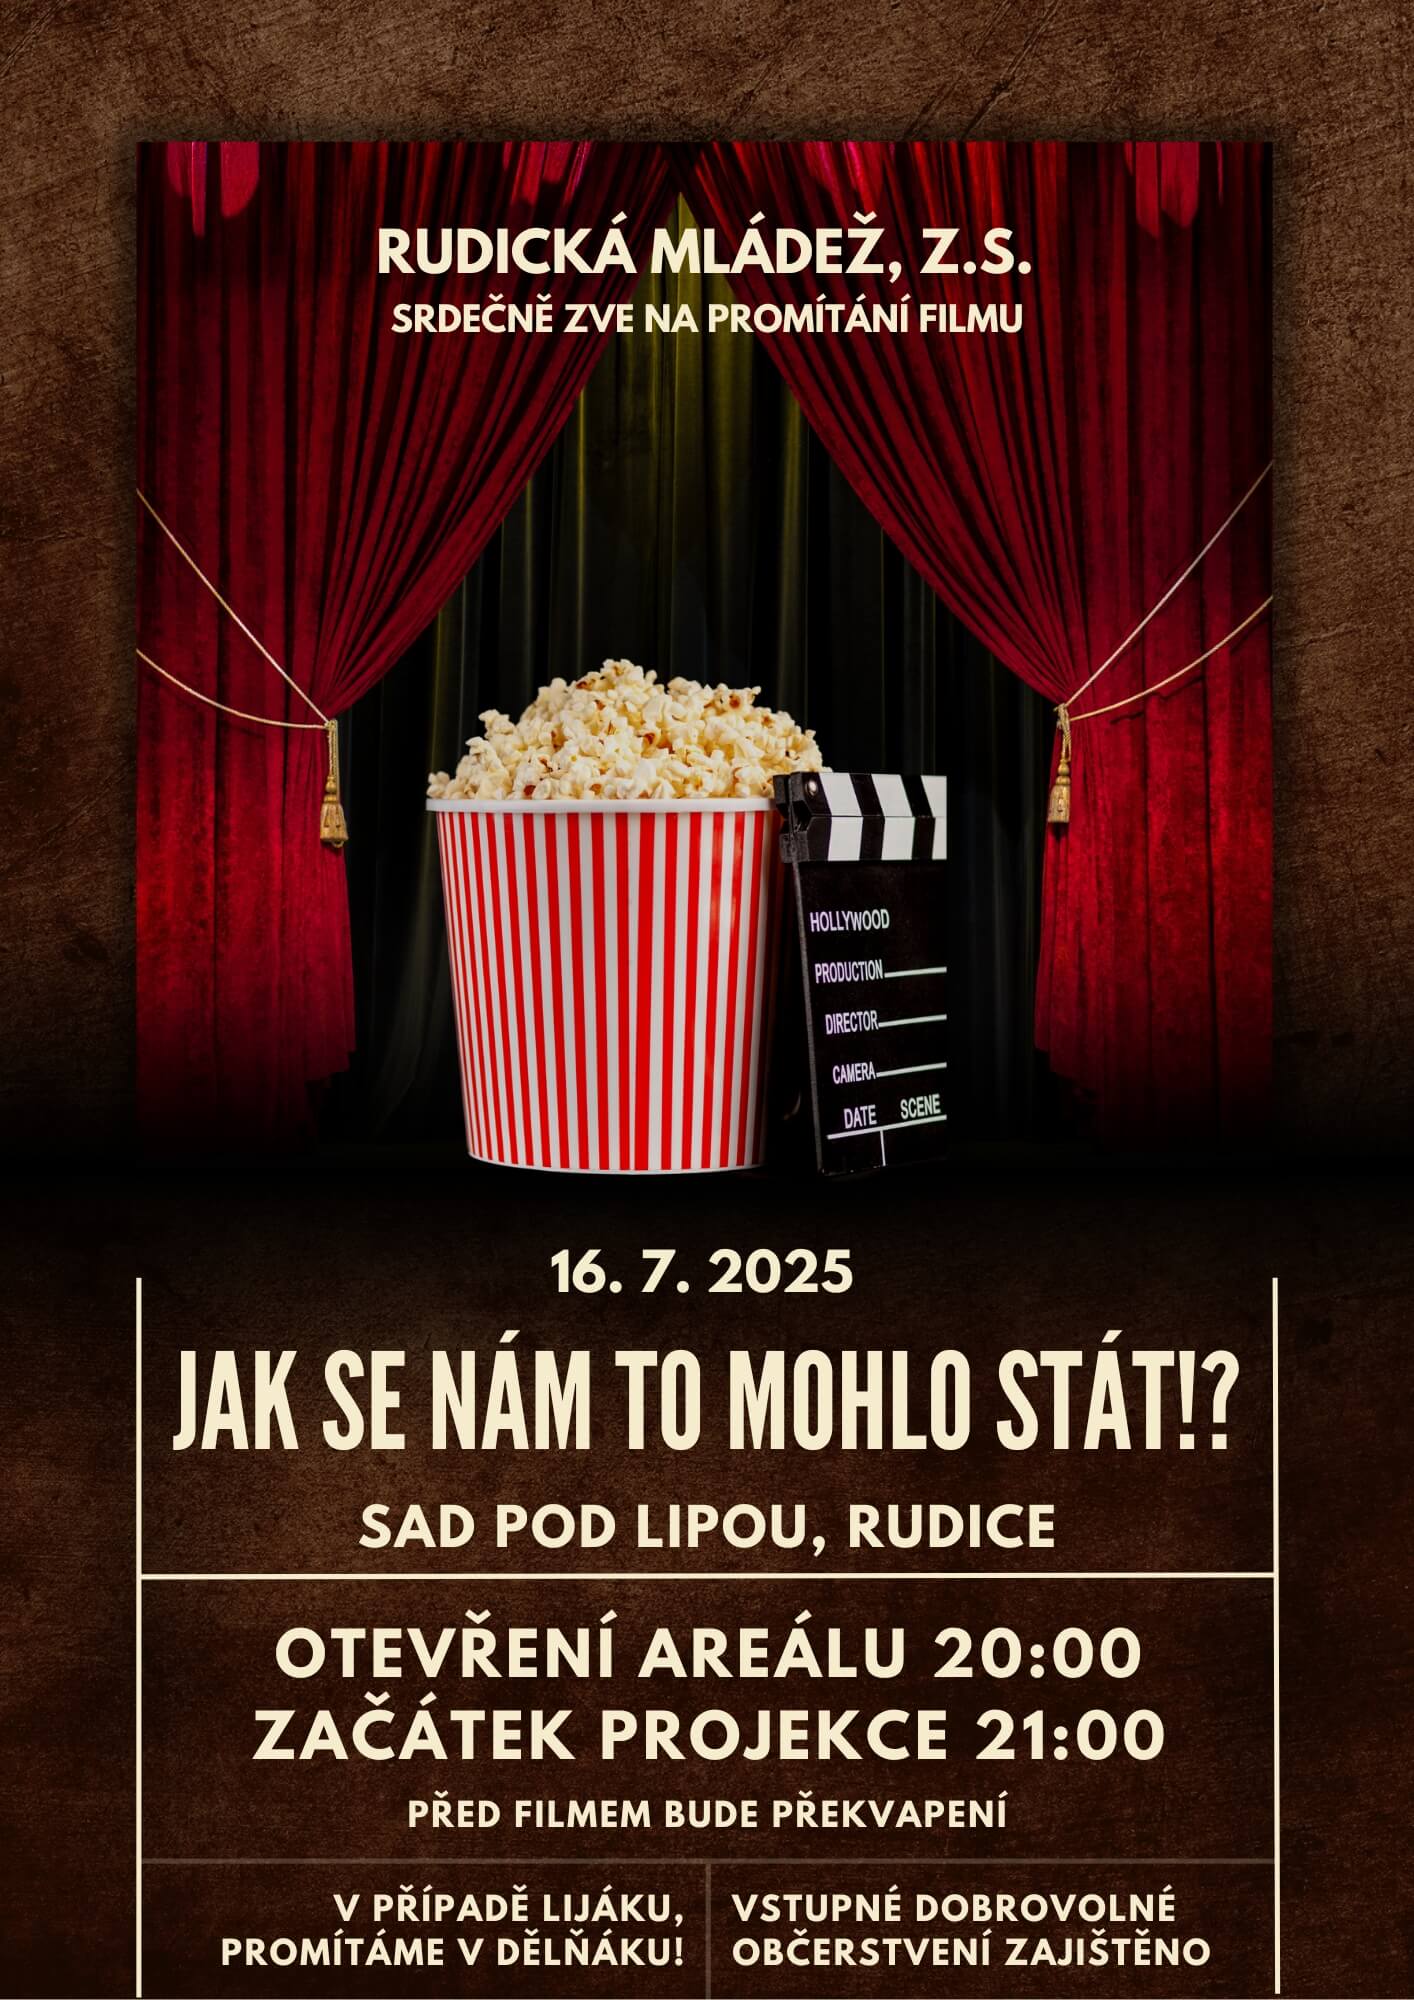 RUDICKÁ MLÁDEŽ, Z.S.
SRDEČNĚ ZVE NA PROMÍTÁNÍ FILMU
HOLLYWOOD
PRODUCTION
DIRECTOR
CAMERA
DATE SCENE
16. 7. 2025
JAK SE NÁM TO MOHLO STÁT!?
SAD POD LIPOU, RUDICE
OTEVŘENÍ AREÁLU 20:00
ZAČÁTEK PROJEKCE 21:00
PŘED FILMEM BUDE PŘEKVAPENÍ
V PŘÍPADĚ LIJÁKU,
PROMÍTÁME V DĚLŇÁKU!
VSTUPNÉ DOBROVOLNÉ
OBČERSTVENÍ ZAJIŠTĚNO